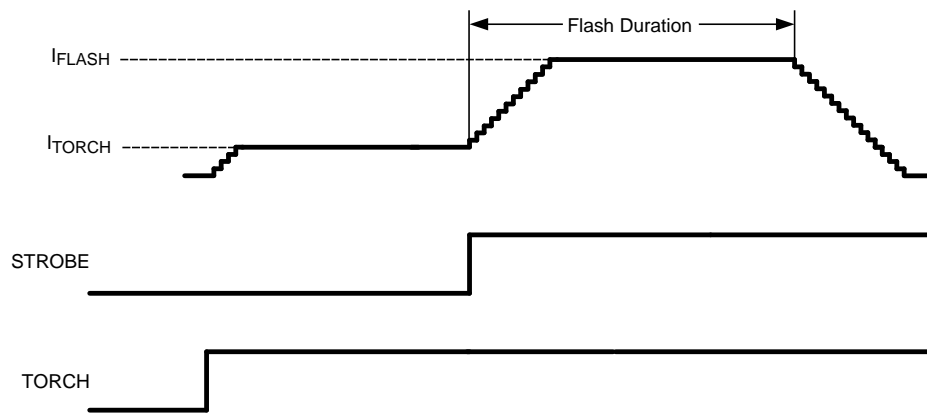 Flash Duration
IFLASH
ITORCH
STROBE
TORCH